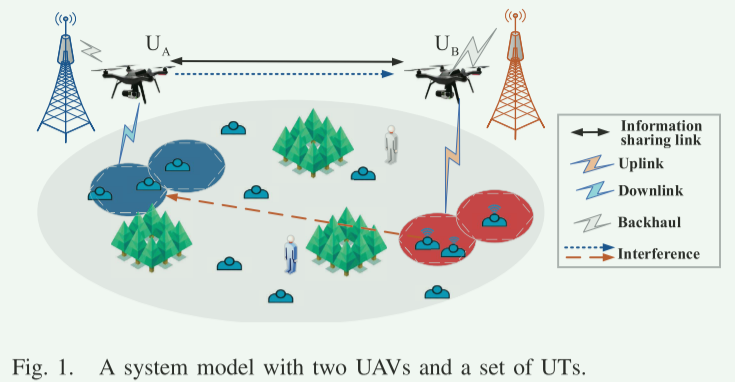 U_A
U_B
Information
sharing link
Uplink
Downlink
Backhaul
Interference
Fig. 1. A system model with two UAVs and a set of UTs.